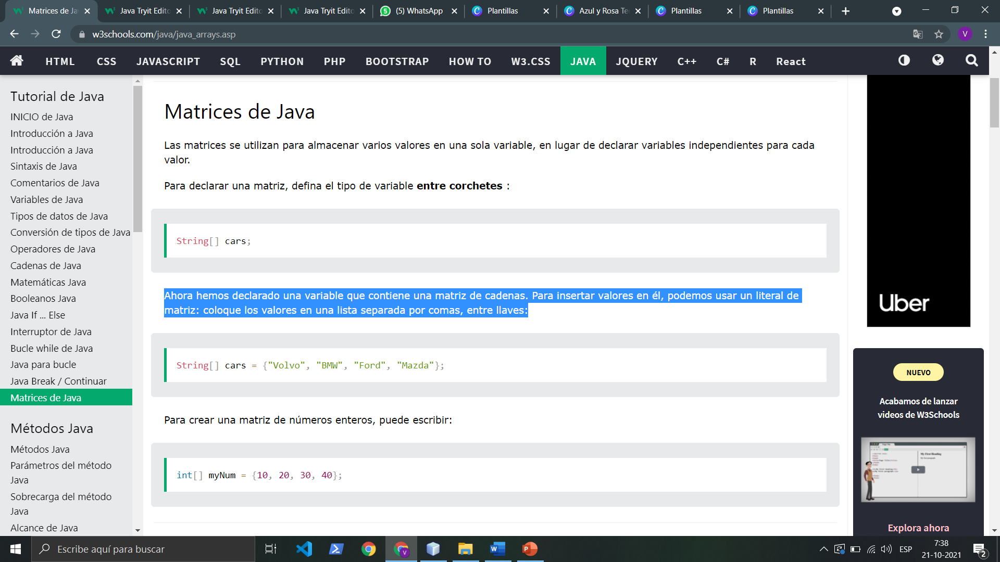 Matrices de Ja
Java Tryit Edito
Java Tryit Edito
Java Tryit Edito
(5) WhatsApp
Plantillas
Azul y Rosa Te
Plantillas
Plantillas
w3schools.com/java/java_arrays.asp
V
HTML
CSS
JAVASCRIPT
SQL
PYTHON
PHP
BOOTSTRAP
HOW TO
W3.CSS
JAVA
JQUERY
C++
C#
R
React
Tutorial de Java
INICIO de Java
Introducción a Java
Introducción a Java
Sintaxis de Java
Comentarios de Java
Variables de Java
Tipos de datos de Java
Conversión de tipos de Java
Operadores de Java
Cadenas de Java
Matemáticas Java
Booleanos Java
Java If ... Else
Interruptor de Java
Bucle while de Java
Java para bucle
Java Break / Continuar
Matrices de Java
Métodos Java
Métodos Java
Parámetros del método
Java
Sobrecarga del método
Java
Alcance de Java
Matrices de Java
Las matrices se utilizan para almacenar varios valores en una sola variable, en lugar de declarar variables independientes para cada
valor.
Para declarar una matriz, defina el tipo de variable entre corchetes :
String[] cars;
Ahora hemos declarado una variable que contiene una matriz de cadenas. Para insertar valores en él, podemos usar un literal de
matriz: coloque los valores en una lista separada por comas, entre llaves:
String[] cars = {"Volvo", "BMW", "Ford", "Mazda"};
Para crear una matriz de números enteros, puede escribir:
int[] myNum = {10, 20, 30, 40};
Uber
NUEVO
Acabamos de lanzar
videos de W3Schools
My First Heading
Explora ahora
Escribe aquí para buscar
ESP
7:38
21-10-2021
2